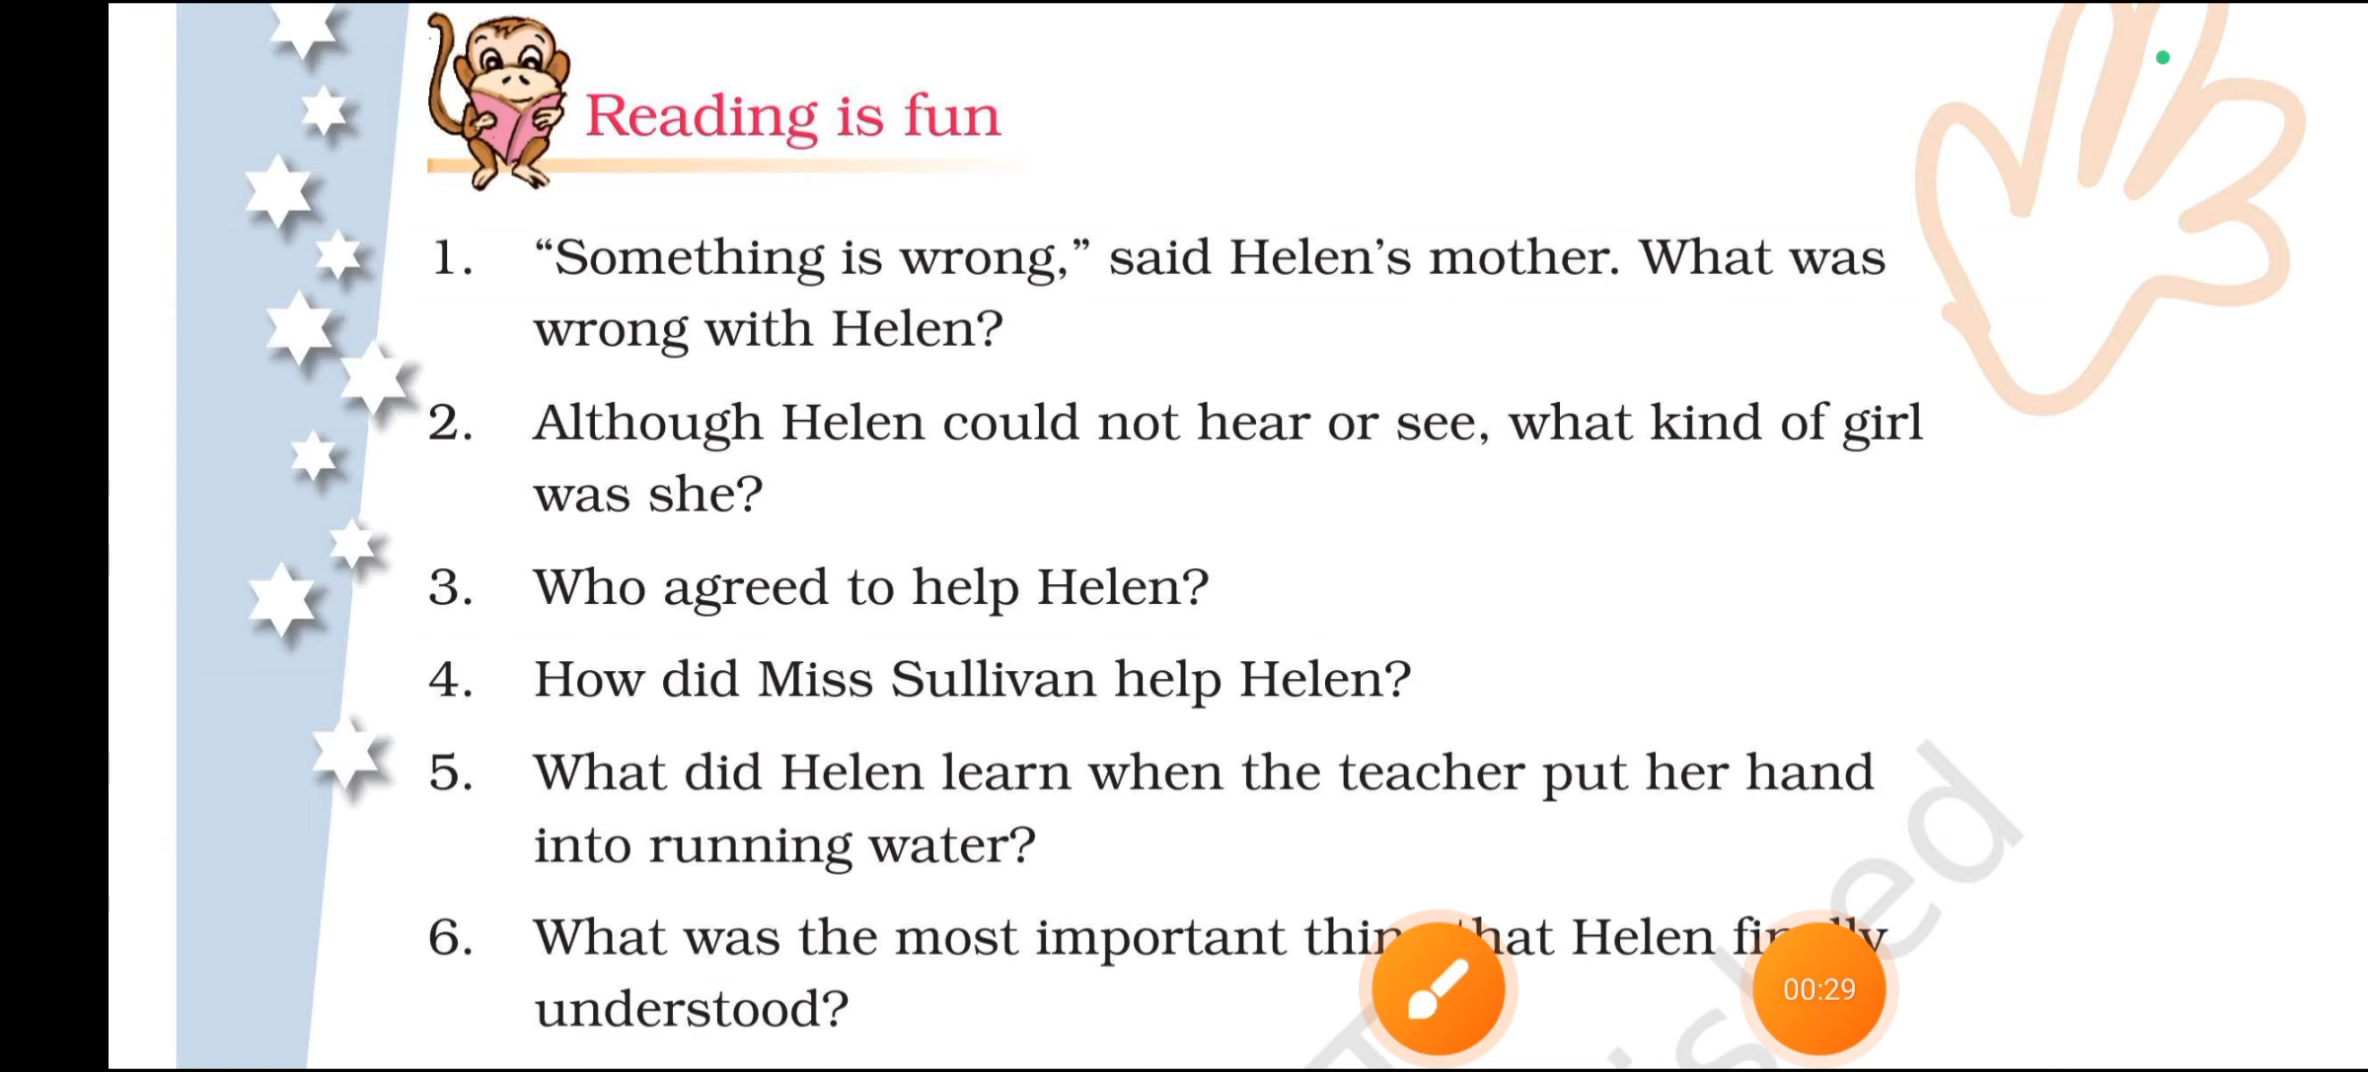 Reading is fun
1. “Something is wrong,” said Helen’s mother. What was
wrong with Helen?
2. Although Helen could not hear or see, what kind of girl
was she?
3. Who agreed to help Helen?
4. How did Miss Sullivan help Helen?
5. What did Helen learn when the teacher put her hand
into running water?
6. What was the most important Helen
understood?
00:29